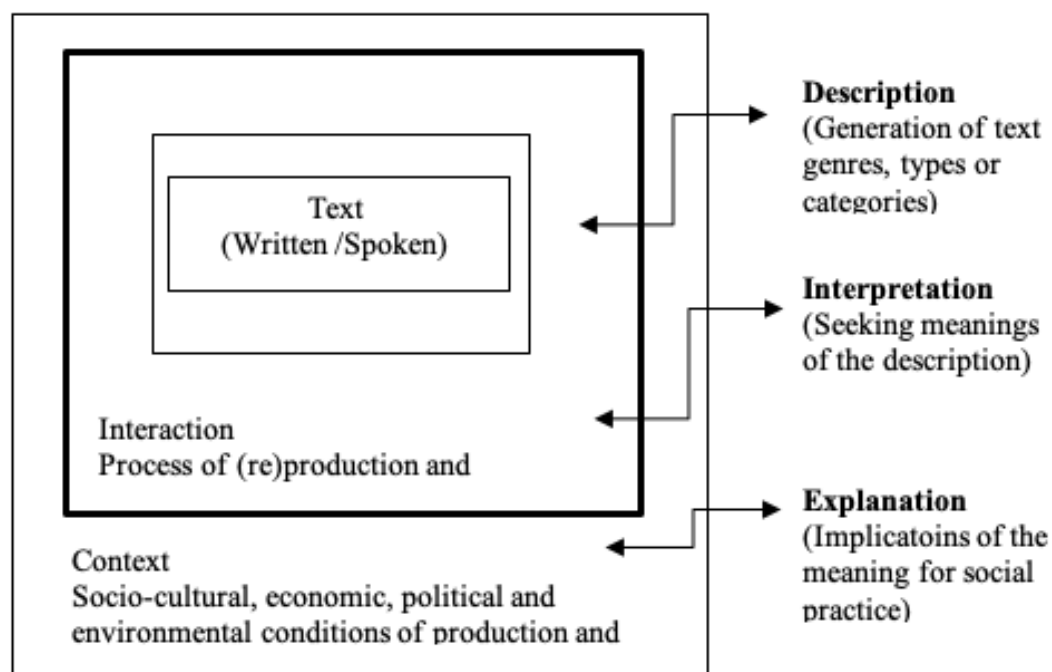 Text
(Written /Spoken)
Interaction
Process of (re)production and
Context
Socio-cultural, economic, political and
environmental conditions of production and
Description
(Generation of text
genres, types or
categories)
Interpretation
(Seeking meanings
of the description)
Explanation
(Implicatoins of the
meaning for social
practice)